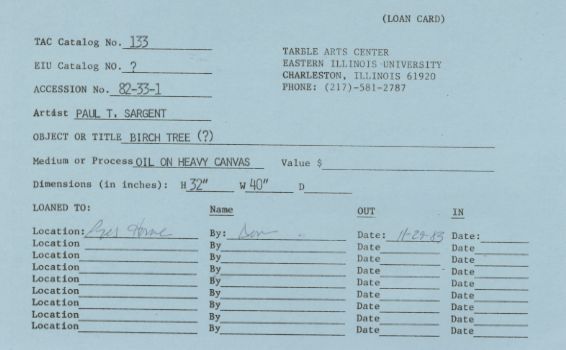 (LOAN CARD)
TAC Catalog No. 133
EIU Catalog NO. ?
ACCESSION No. 82-33-1
TARBLE ARTS CENTER
EASTERN ILLINOIS UNIVERSITY
CHARLESTON, ILLINOIS 61920
PHONE: (217)-581-2787
Artist PAUL T. SARGENT
OBJECT OR TITLE BIRCH TREE (?)
Medium or Process OIL ON HEAVY CANVAS Value $
Dimensions (in inches): H 32" W 40" D
LOANED TO: Name OUT IN
Location: Pres Home By: Don Date: 11-29-83 Date:
Location By Date Date
Location By Date Date
Location By Date Date
Location By Date Date
Location By Date Date
Location By Date Date
Location By Date Date
Location By Date Date